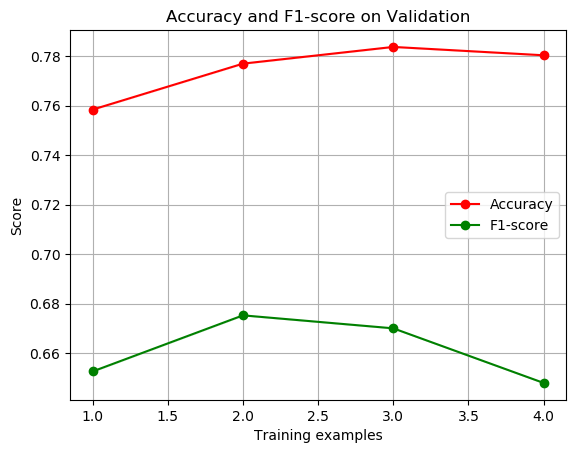 Accuracy and F1-score on Validation
0.78
0.76
0.74
0.72
0.70
0.68
0.66
Score
Accuracy
F1-score
1.0 1.5 2.0 2.5 3.0 3.5 4.0
Training examples